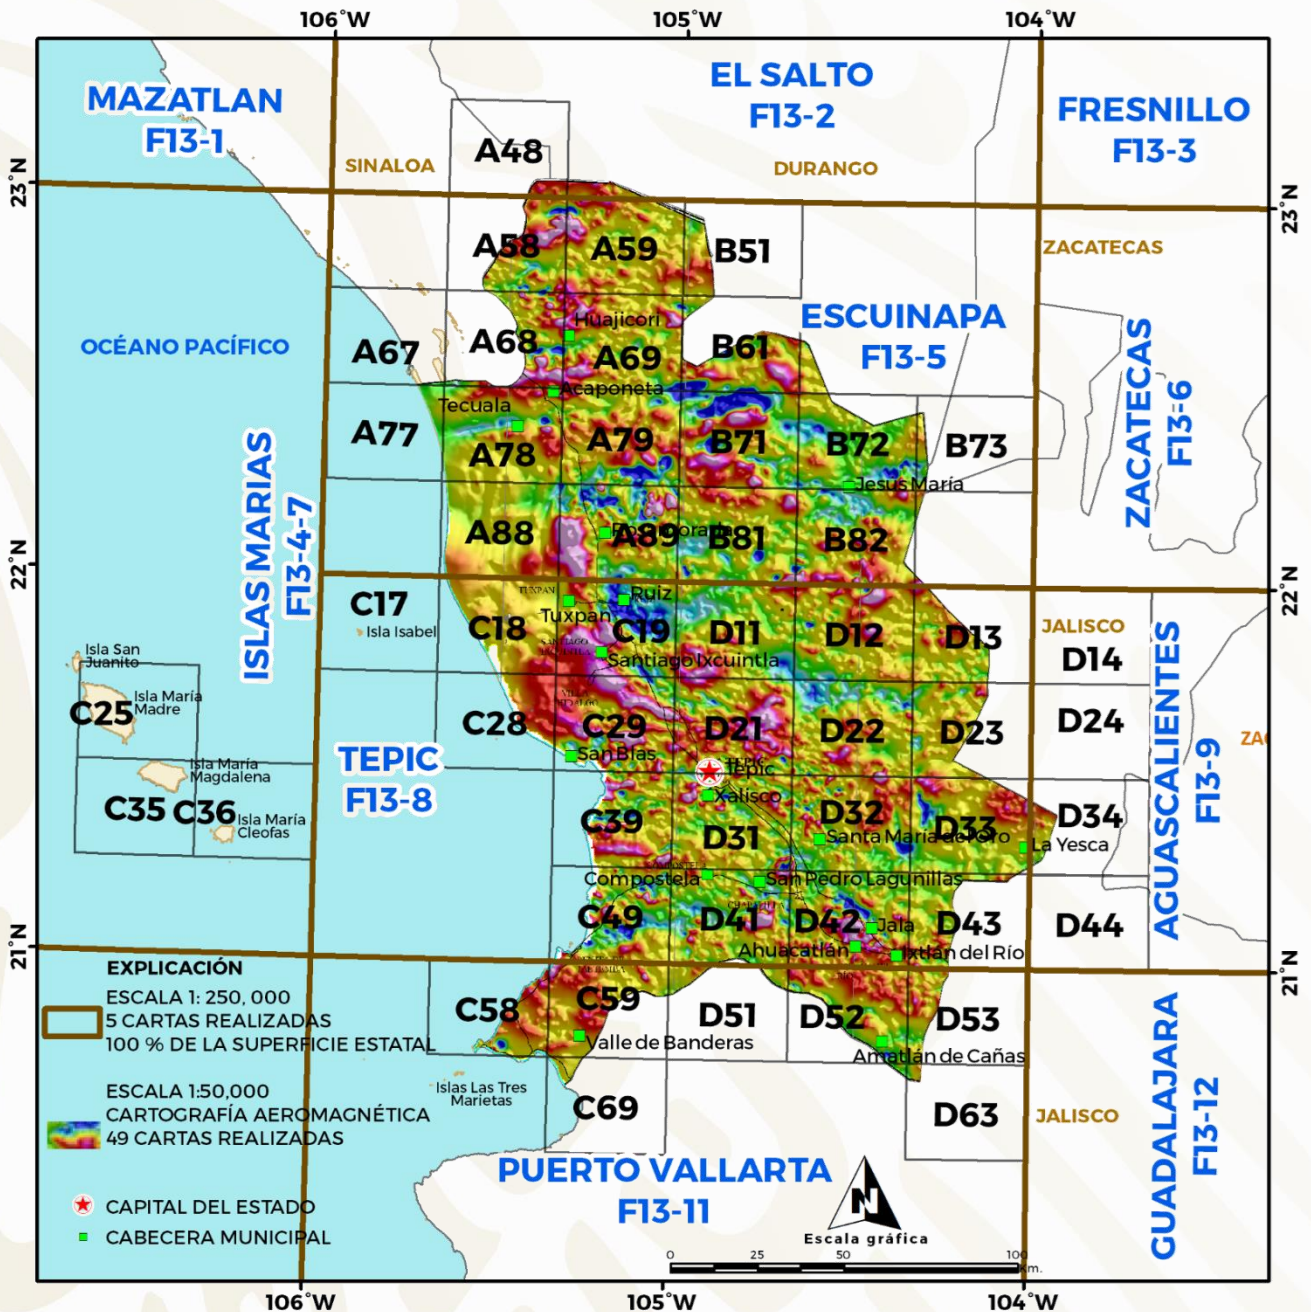 106°W
105°W
104°W
MAZATLAN
F13-1
EL SALTO
F13-2
FRESNILLO
F13-3
A48
SINALOA
DURANGO
23°N
23°N
A58
A59
B51
ZACATECAS
OCÉANO PACÍFICO
ESCUINAPA
F13-5
Huajicori
A67
A68
A69
B61
Acaponeta
Tecuala
ZACATECAS
F13-6
A77
A78
A79
B71
B72
B73
Jesús María
ISLAS MARIAS
F13-4-7
A88
A89
B81
B82
22°N
22°N
TUXPAN
Ruiz
Tuxpan
C17
Isla Isabel
C18
C19
D11
D12
D13
JALISCO
D14
SANTIAGO
Santiago Ixcuintla
Isla San
Juanito
Isla María
Madre
C25
VILLA
HIDALGO
C28
C29
D21
D22
D23
D24
San Blas
ZA
TEPIC
F13-8
Tepic
Xalisco
Isla María
Magdalena
C35
C36
Isla María
Cleofas
C39
D31
D32
D33
D34
Santa María del Oro
La Yesca
AGUASCALIENTES
F13-9
Compostela
San Pedro Lagunillas
C49
D41
D42
D43
D44
Jala
Ahuacatlán
Ixtlán del Río
21°N
21°N
EXPLICACIÓN
ESCALA 1: 250, 000
5 CARTAS REALIZADAS
100 % DE LA SUPERFICIE ESTATAL
C58
C59
D51
D52
D53
Valle de Banderas
Amatlán de Cañas
Islas Las Tres
Marietas
ESCALA 1:50,000
CARTOGRAFÍA AEROMAGNÉTICA
49 CARTAS REALIZADAS
C69
D63
JALISCO
GUADALAJARA
F13-12
PUERTO VALLARTA
F13-11
N
Escala gráfica
0 25 50 100
Km.
CAPITAL DEL ESTADO
CABECERA MUNICIPAL
106°W
105°W
104°W